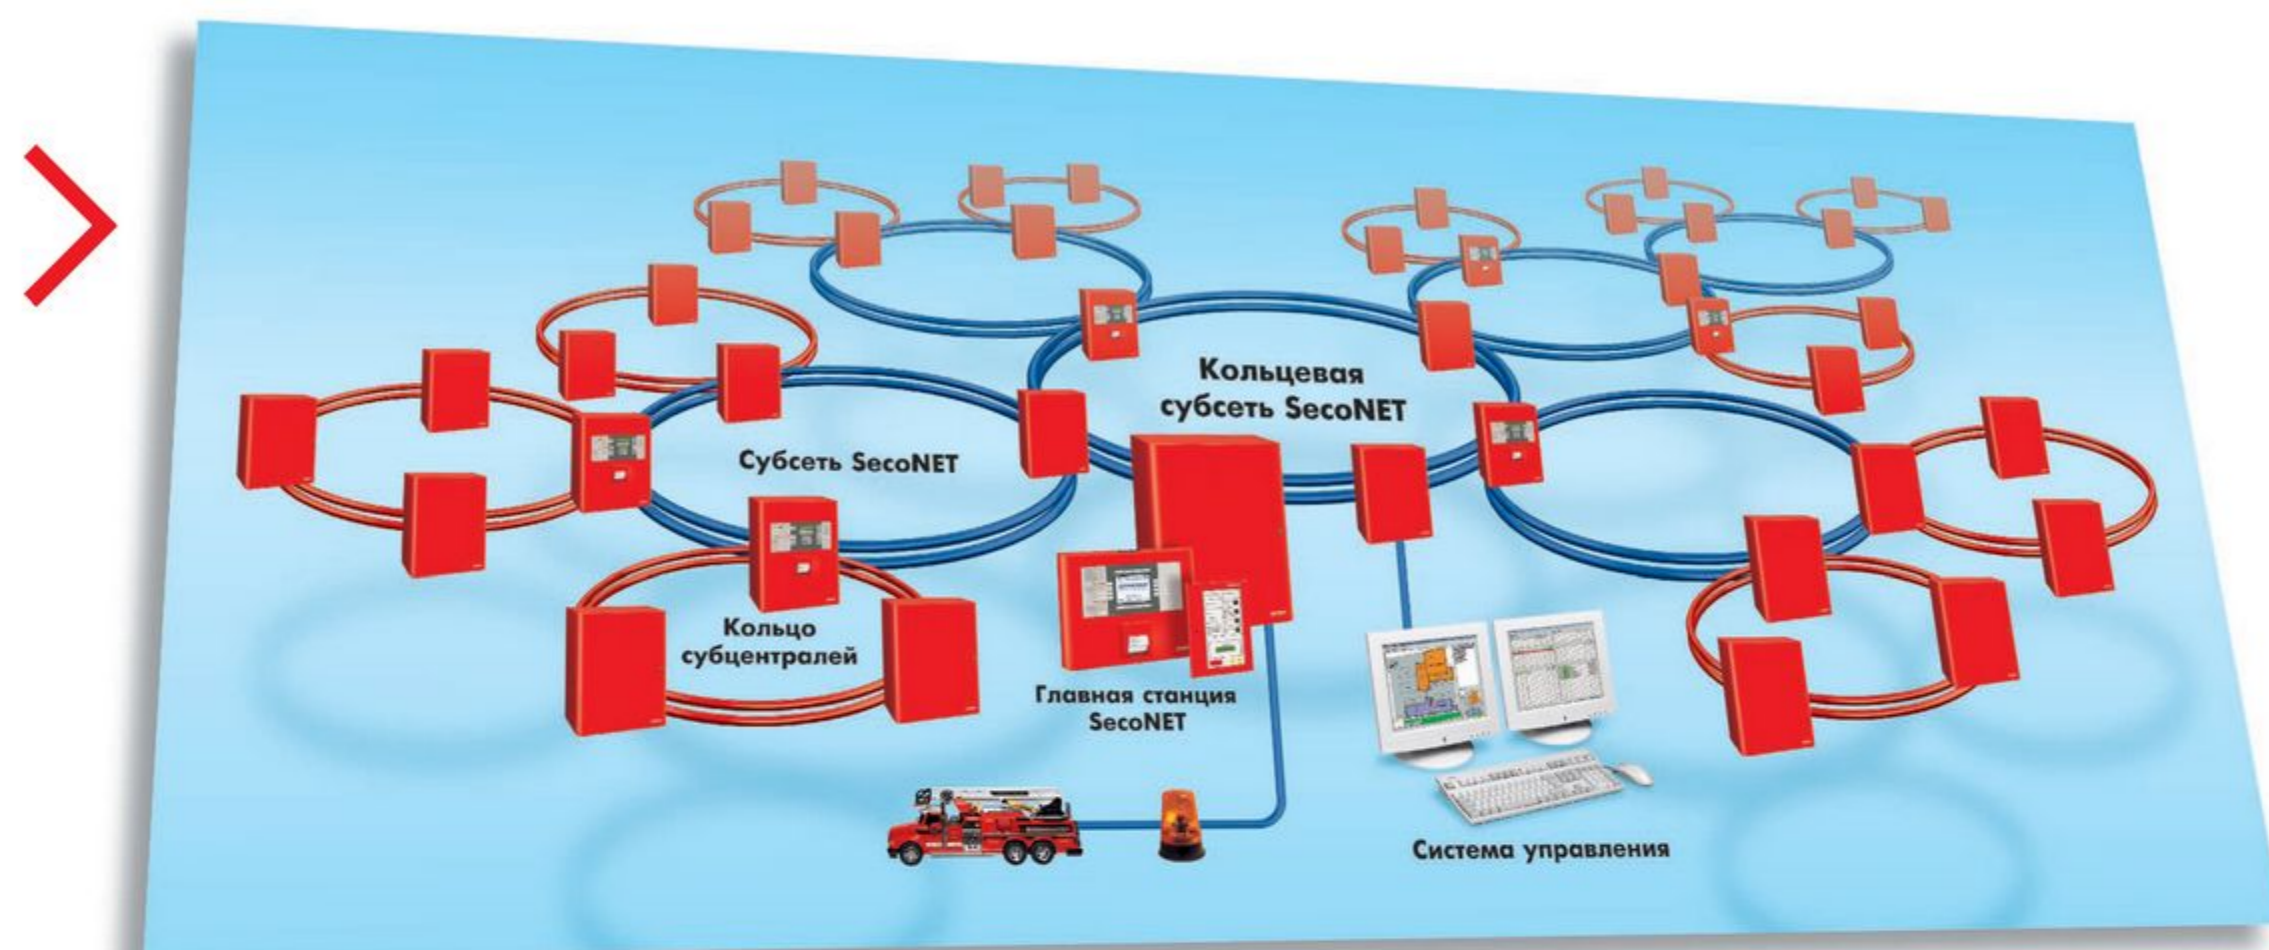 Кольцевая
субсеть SecoNET
Субсеть SecoNET
Кольцо
субцентралей
Главная станция
SecoNET
Система управления